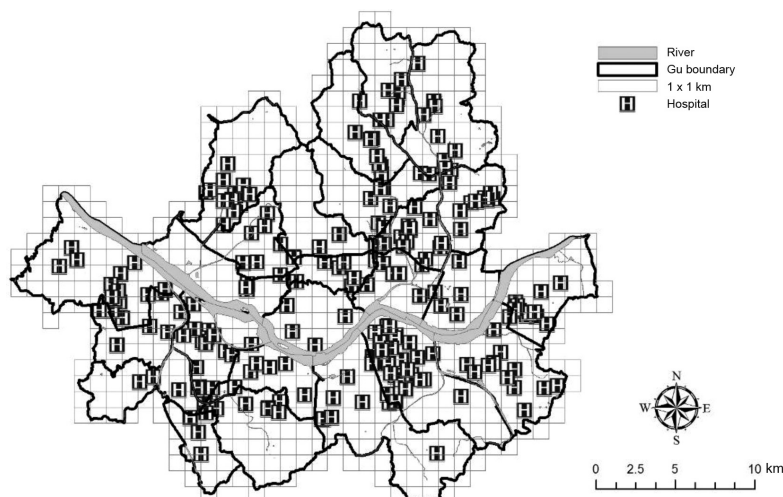 River
Gu boundary
1 x 1 km
H Hospital
N
W E
S
0 2.5 5 10 km